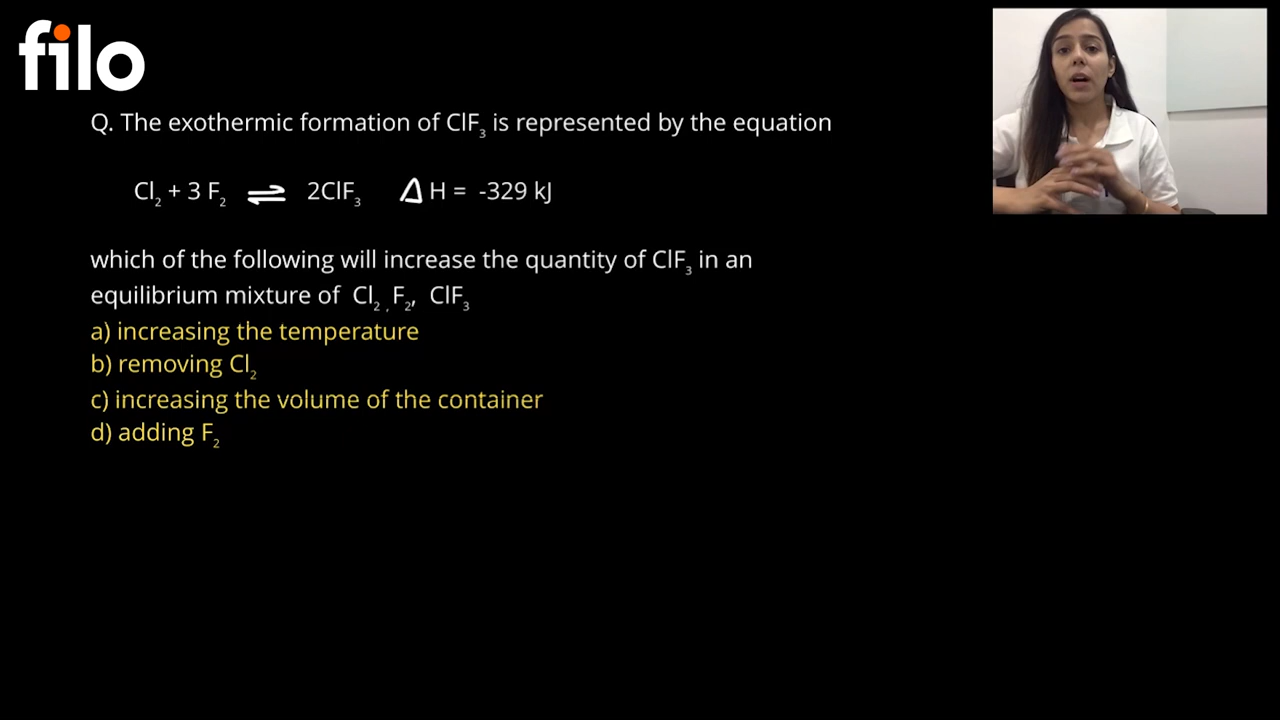 filo
Q. The exothermic formation of ClF₃ is represented by the equation
Cl₂ + 3 F₂ ⇌ 2ClF₃ Δ H = -329 kJ
which of the following will increase the quantity of ClF₃ in an
equilibrium mixture of Cl₂ , F₂, ClF₃
a) increasing the temperature
b) removing Cl₂
c) increasing the volume of the container
d) adding F₂